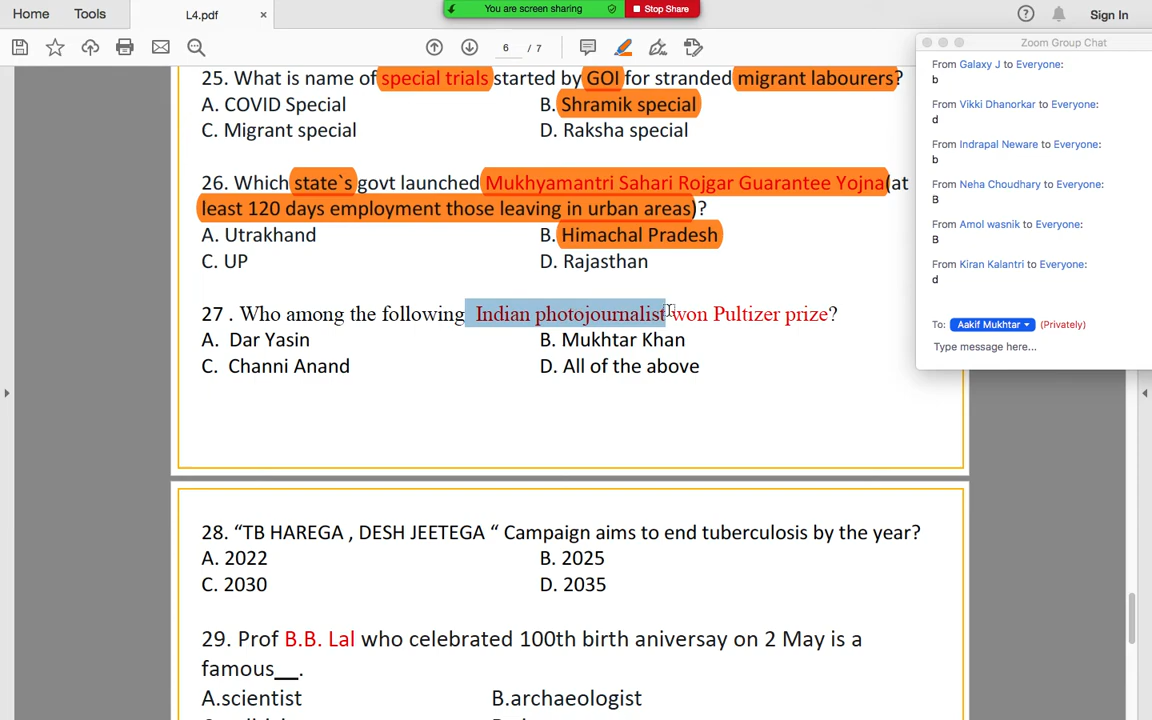 Home Tools L4.pdf ×
You are screen sharing Stop Share
Sign In
6 / 7
25. What is name of special trials started by GOI for stranded migrant labourers?
A. COVID Special B. Shramik special
C. Migrant special D. Raksha special
26. Which state`s govt launched Mukhyamantri Sahari Rojgar Guarantee Yojna(at
least 120 days employment those leaving in urban areas)?
A. Utrakhand B. Himachal Pradesh
C. UP D. Rajasthan
27 . Who among the following Indian photojournalist won Pultizer prize?
A. Dar Yasin B. Mukhtar Khan
C. Channi Anand D. All of the above
28. “TB HAREGA , DESH JEETEGA “ Campaign aims to end tuberculosis by the year?
A. 2022 B. 2025
C. 2030 D. 2035
29. Prof B.B. Lal who celebrated 100th birth aniversay on 2 May is a
famous__.
A.scientist B.archaeologist
Zoom Group Chat
From Galaxy J to Everyone:
b
From Vikki Dhanorkar to Everyone:
d
From Indrapal Neware to Everyone:
b
From Neha Choudhary to Everyone:
B
From Amol wasnik to Everyone:
B
From Kiran Kalantri to Everyone:
d
To: Aakif Mukhtar (Privately)
Type message here...